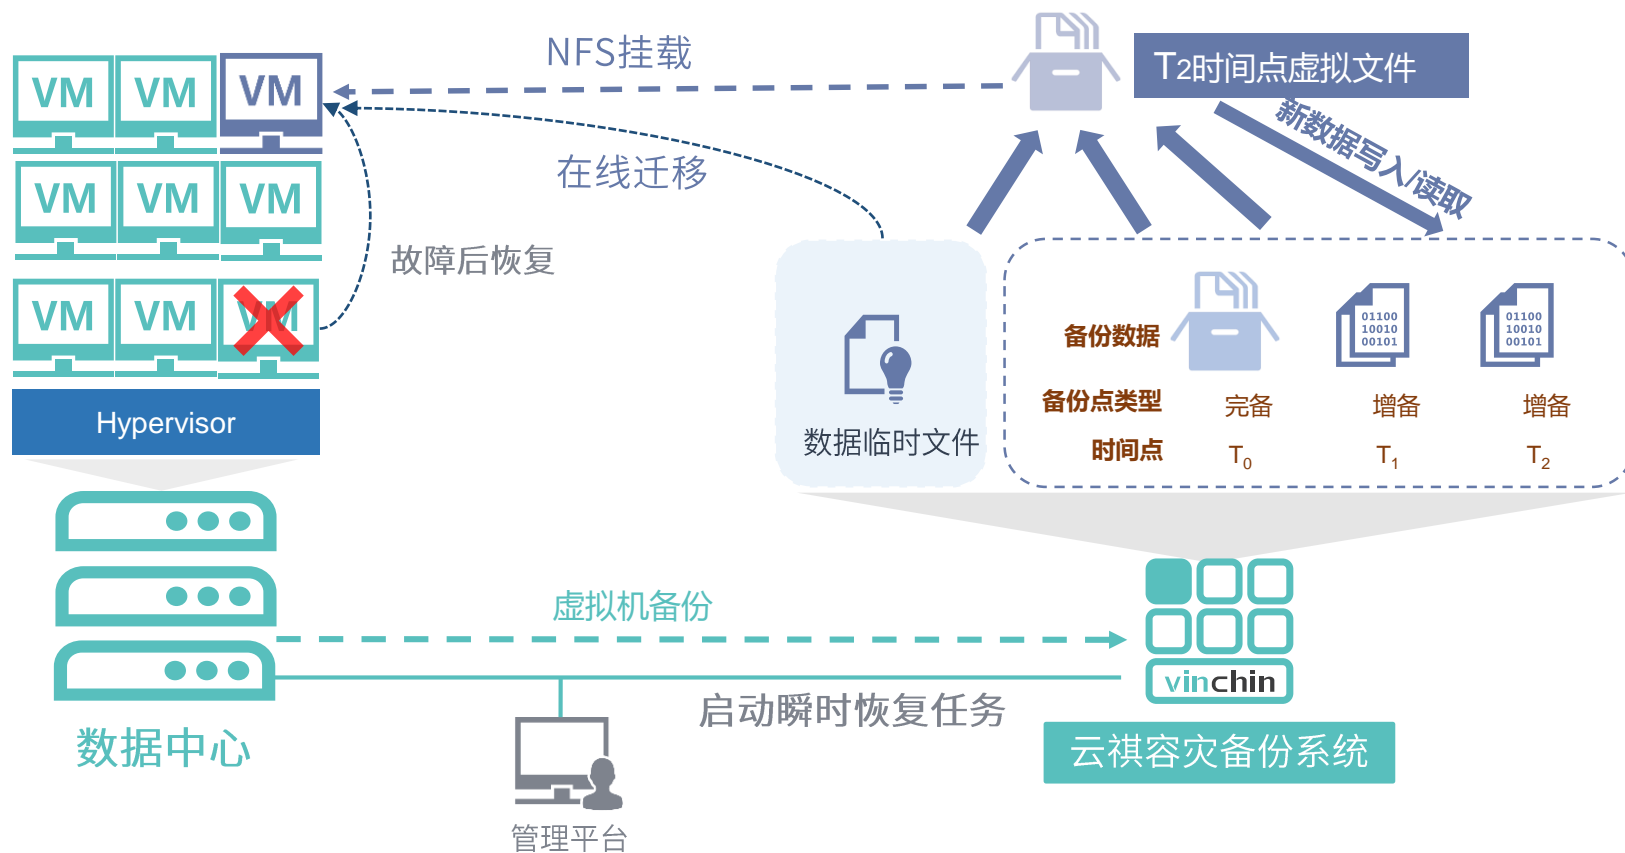 VM VM VM
VM VM VM
VM VM VM
Hypervisor
数据中心
NFS挂载
在线迁移
故障后恢复
T2时间点虚拟文件
新数据写入/读取
数据临时文件
备份数据
01100
10010
00101
01100
10010
00101
备份点类型 完备 增备 增备
时间点 T0 T1 T2
虚拟机备份
启动瞬时恢复任务
管理平台
vinchin
云祺容灾备份系统